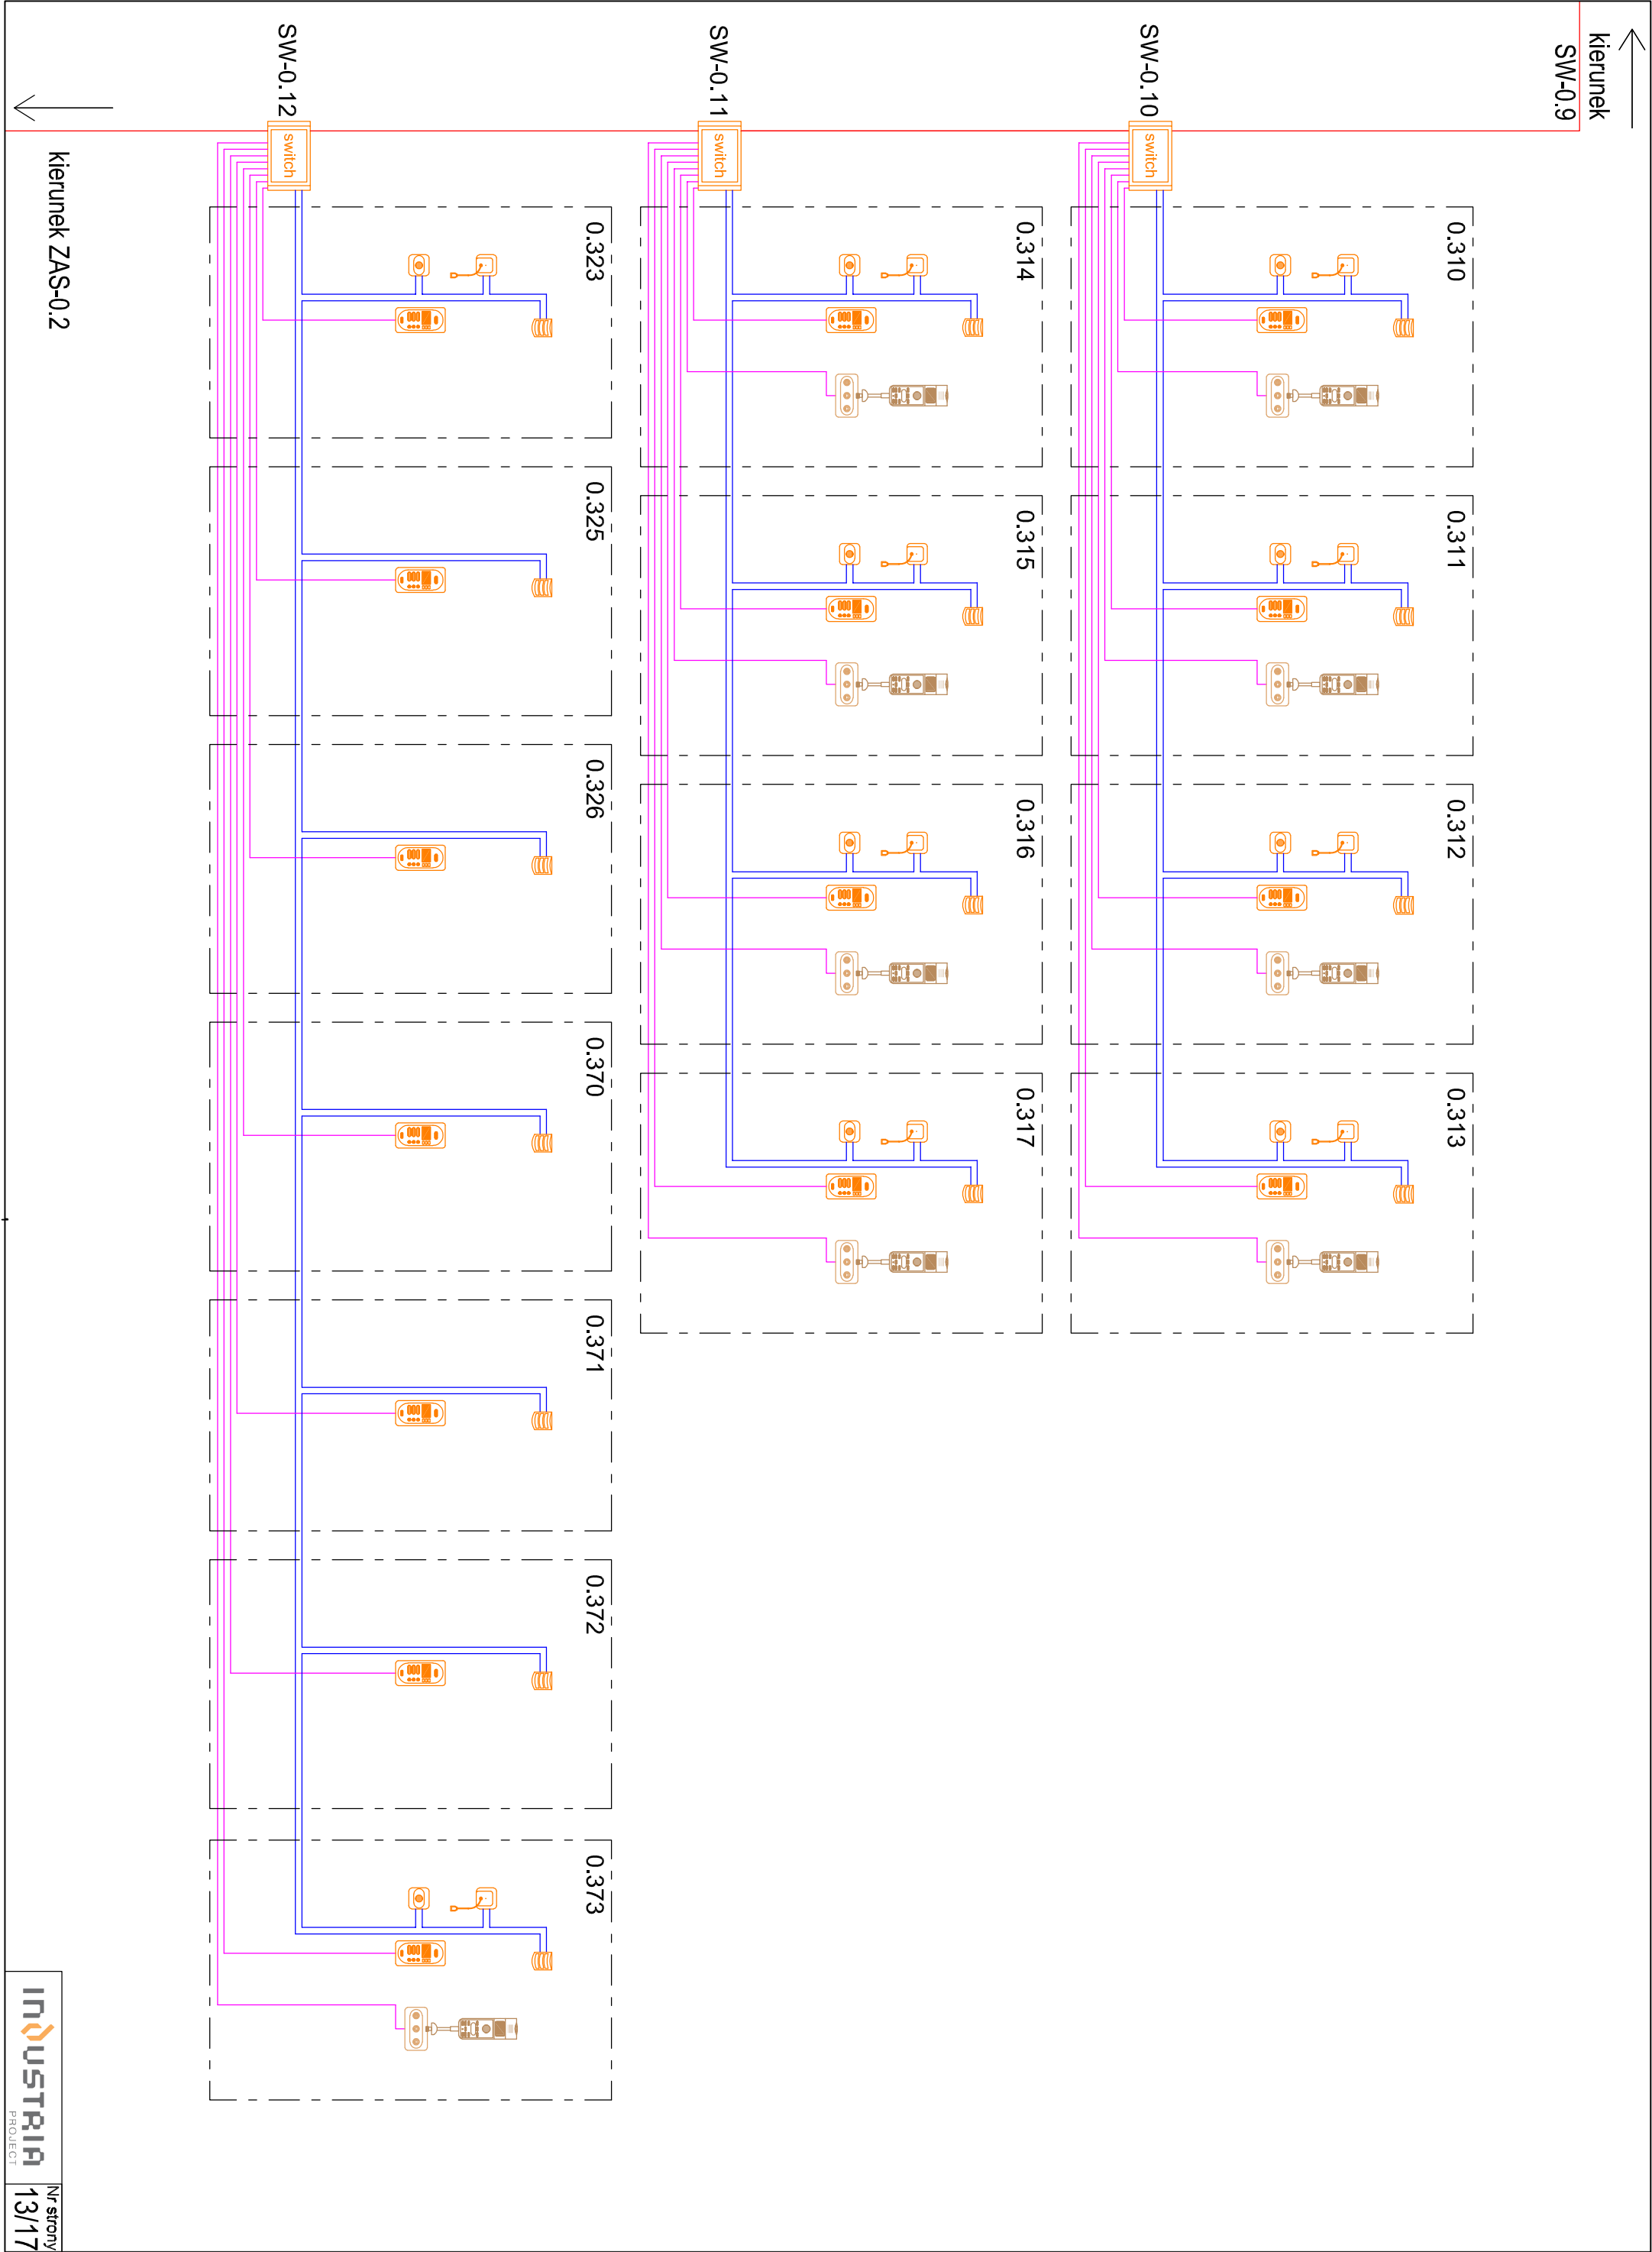 kierunek
SW-0.9
SW-0.10
switch
0.310
0.311
0.312
0.313
SW-0.11
switch
0.314
0.315
0.316
0.317
SW-0.12
switch
0.323
0.325
0.326
0.370
0.371
0.372
0.373
kierunek ZAS-0.2
INDUSTRIA
PROJECT
Nr strony
13/17